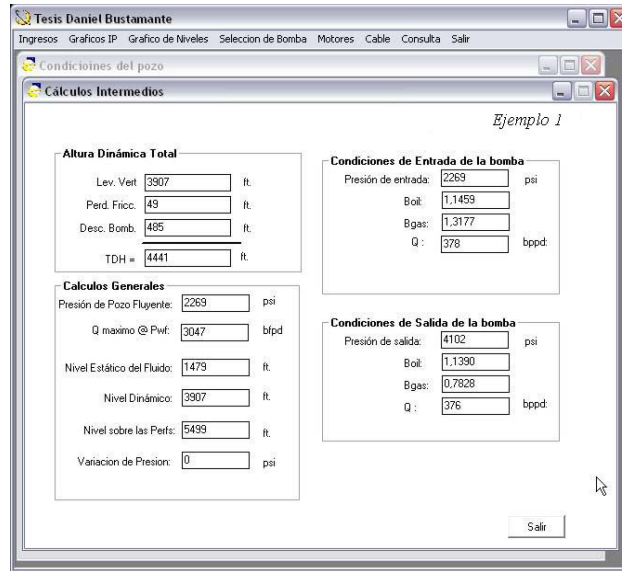 Tesis Daniel Bustamante
Ingresos Graficos IP Grafico de Niveles Seleccion de Bomba Motores Cable Consulta Salir
Condicioines del pozo
Cálculos Intermedios
Ejemplo 1
Altura Dinámica Total
Lev. Vert 3907 ft.
Perd. Fricc. 49 ft.
Desc. Bomb. 485 ft.
TDH = 4441 ft.
Calculos Generales
Presión de Pozo Fluyente: 2269 psi
Q maximo @ Pwf: 3047 bfpd
Nivel Estático del Fluido: 1479 ft.
Nivel Dinámico: 3907 ft.
Nivel sobre las Perfs: 5499 ft.
Variacion de Presion: 0 psi
Condiciones de Entrada de la bomba
Presión de entrada: 2269 psi
Boil: 1,1459
Bgas: 1,3177
Q : 378 bppd:
Condiciones de Salida de la bomba
Presión de salida: 4102 psi
Boil: 1,1390
Bgas: 0,7828
Q : 376 bppd:
Salir